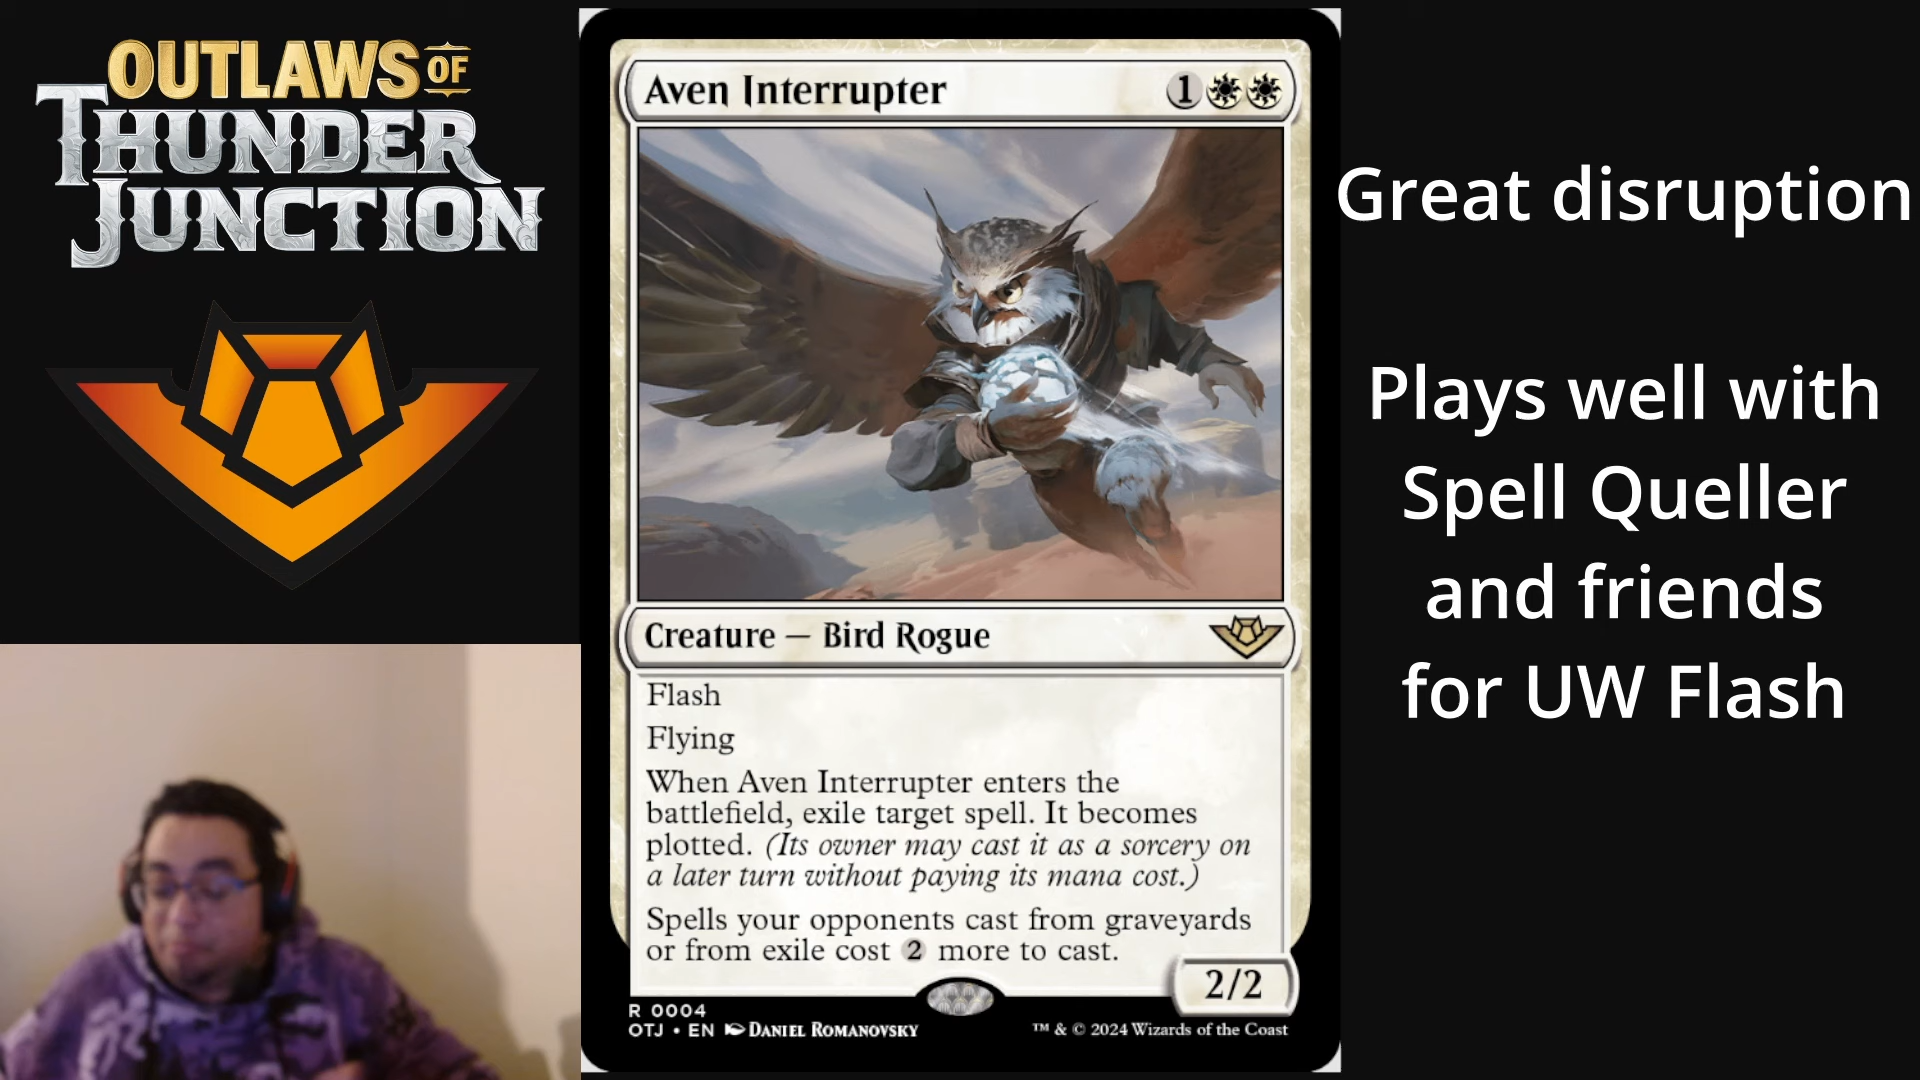 OUTLAWS OF
THUNDER
JUNCTION
Aven Interrupter
1
Creature — Bird Rogue
Flash
Flying
When Aven Interrupter enters the
battlefield, exile target spell. It becomes
plotted. (Its owner may cast it as a sorcery on
a later turn without paying its mana cost.)
Spells your opponents cast from graveyards
or from exile cost 2 more to cast.
2/2
R 0004
OTJ • EN DANIEL ROMANOVSKY
™ & © 2024 Wizards of the Coast
Great disruption
Plays well with
Spell Queller
and friends
for UW Flash